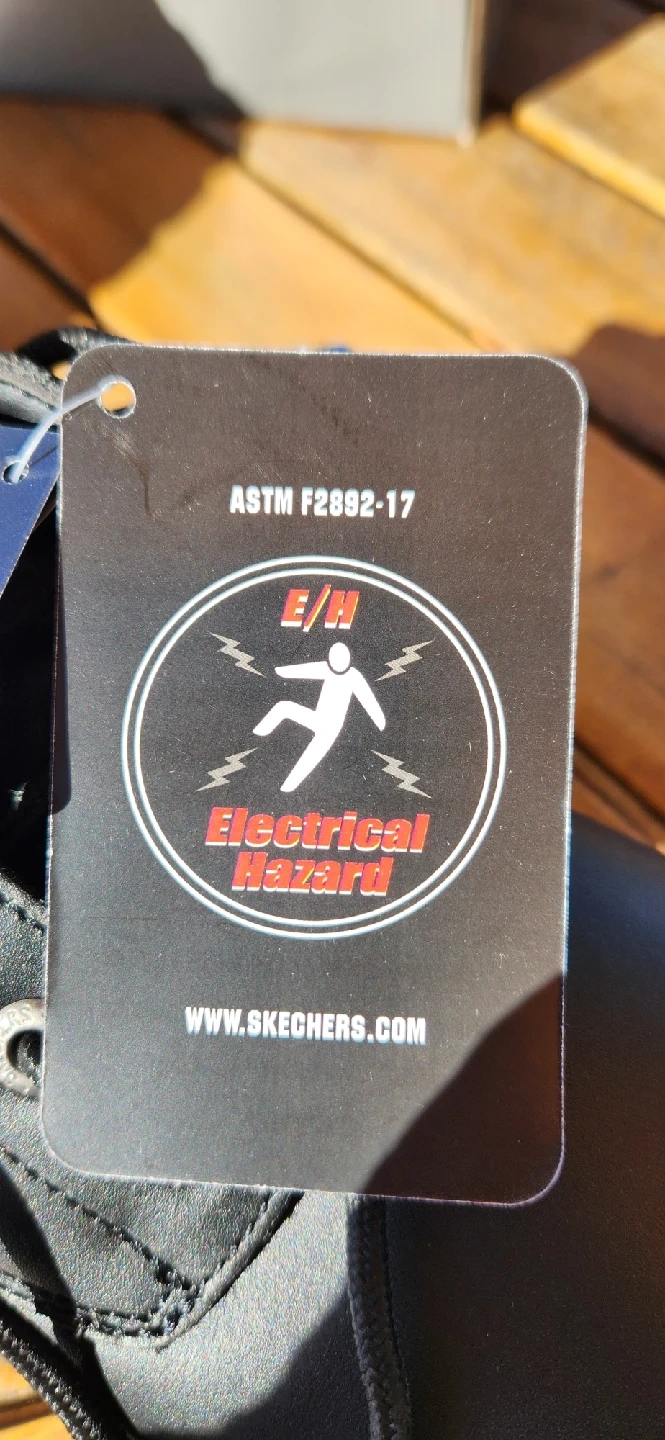 ASTM F2892-17
E/H
Electrical
Hazard
WWW.SKECHERS.COM